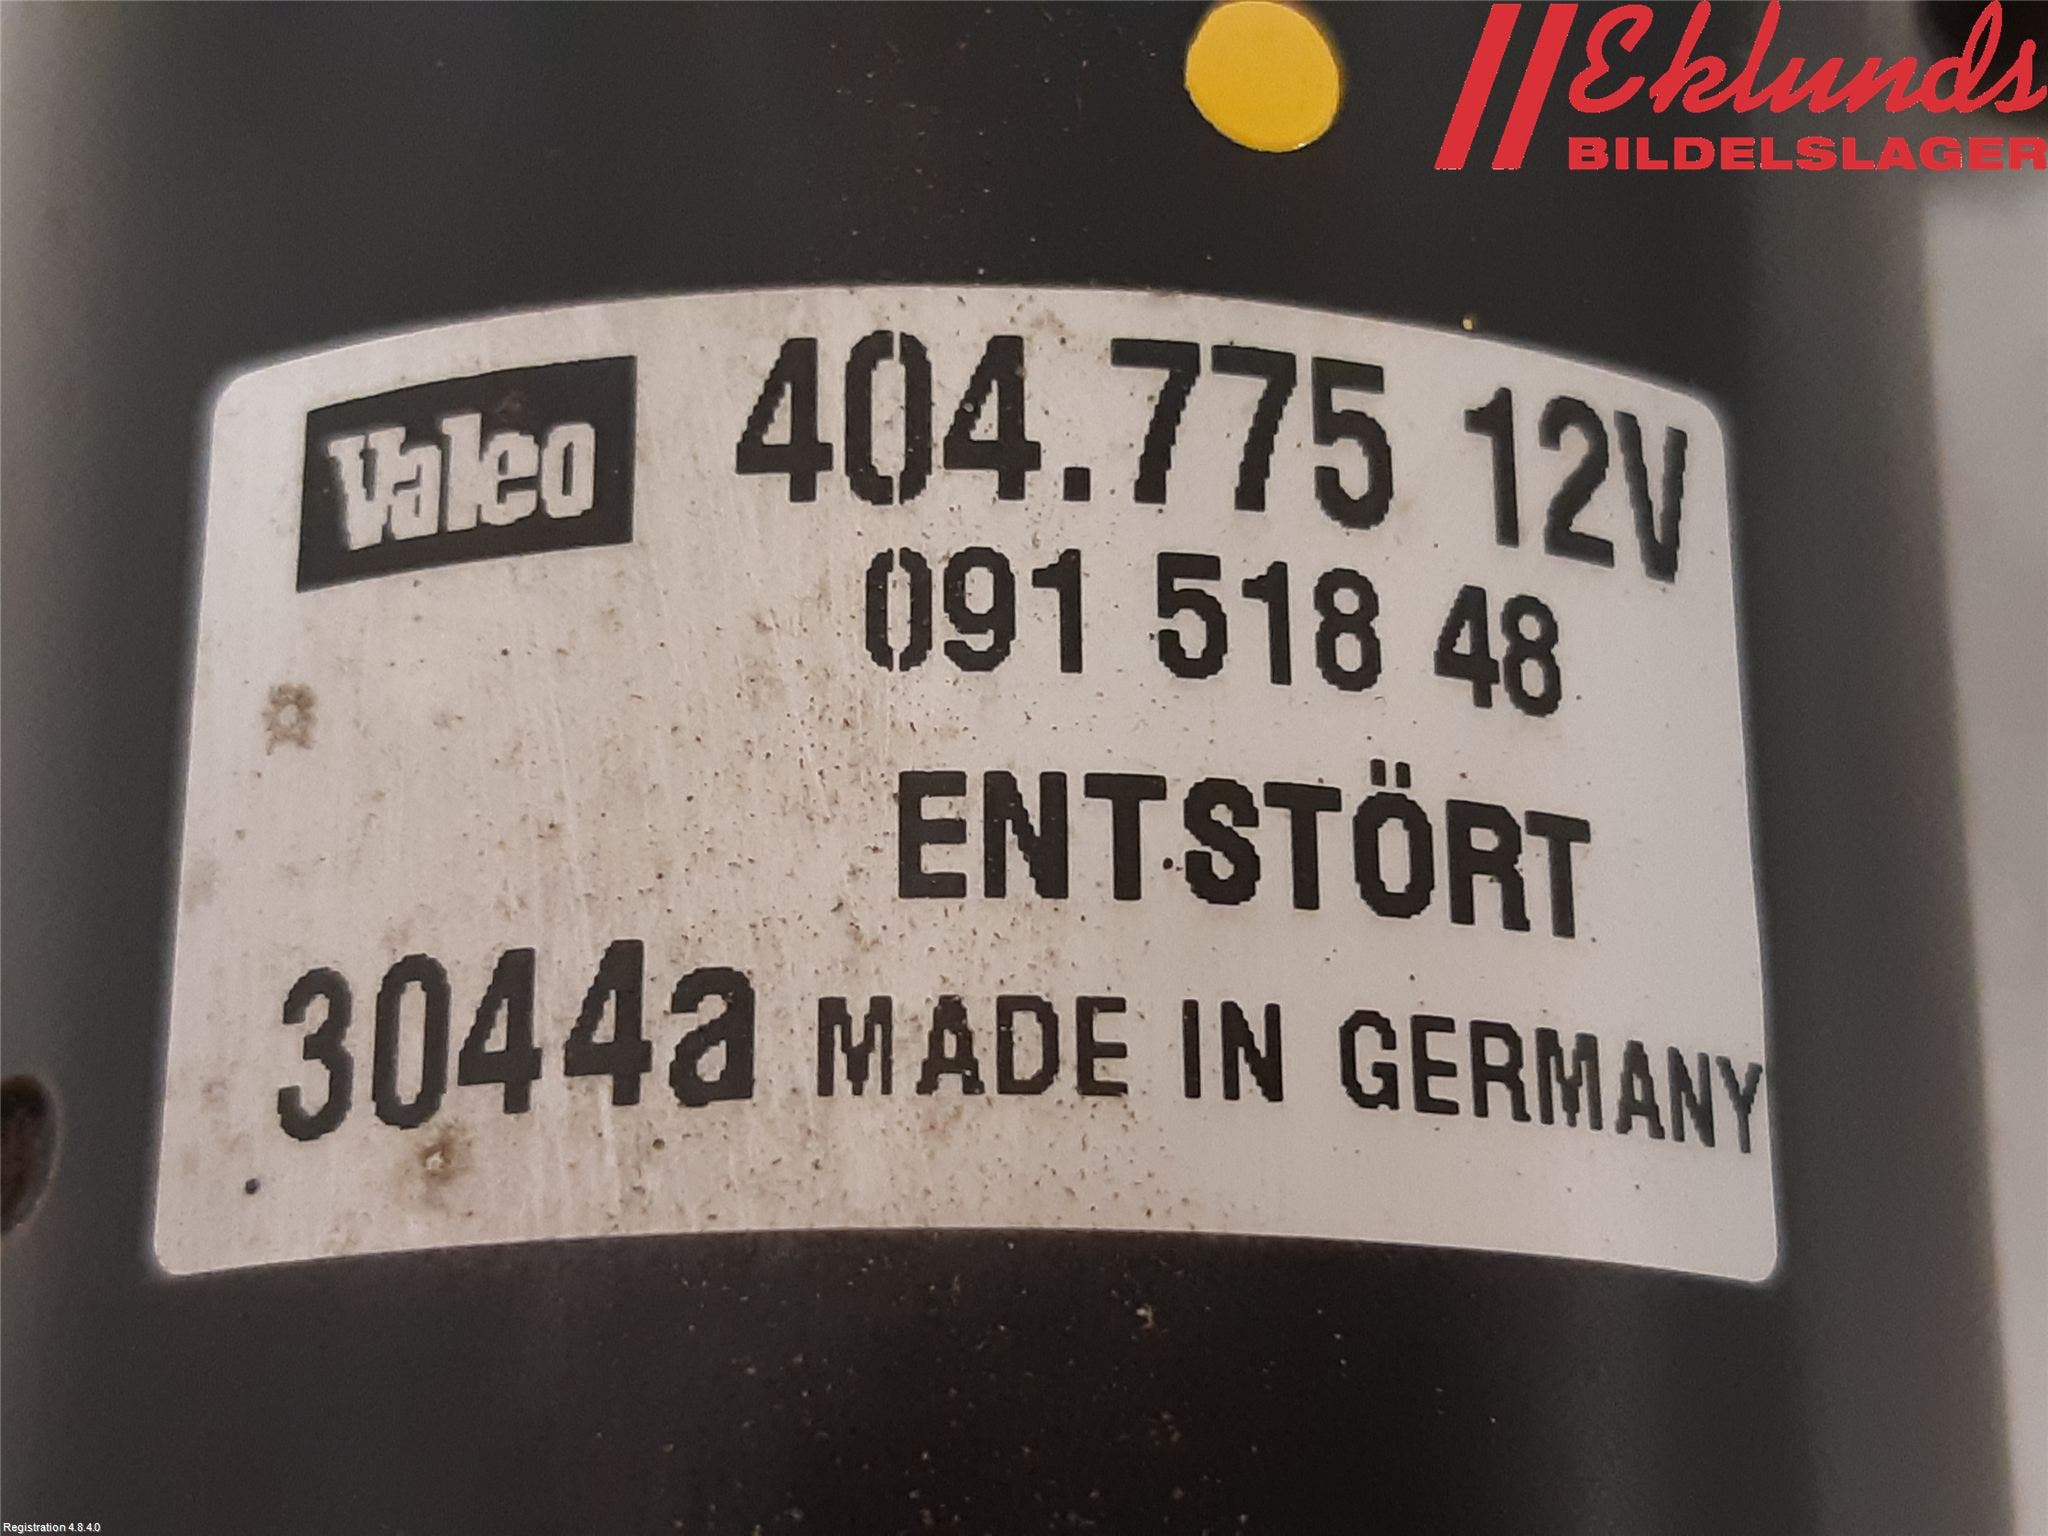 Eklunds
BILDELSLAGER
Valeo 404.775 12V
091 518 48
ENTSTÖRT
3044a MADE IN GERMANY
Registration 4.8.4.0